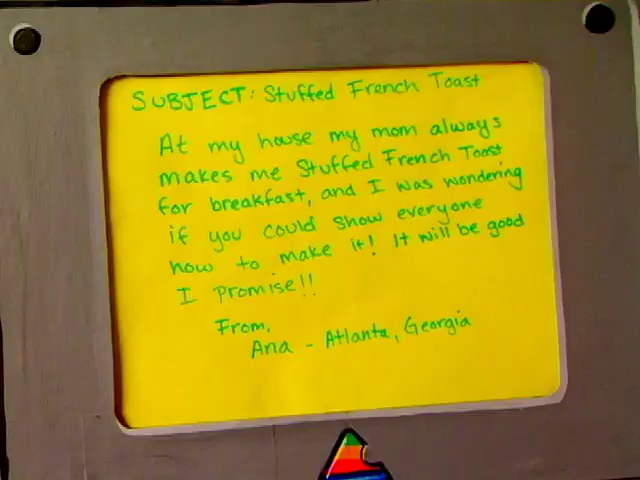 SUBJECT: Stuffed French Toast
At my house my mom always
makes me Stuffed French Toast
for breakfast, and I was wondering
if you could show everyone
how to make it! It will be good
I promise!!
From,
Ana - Atlanta, Georgia